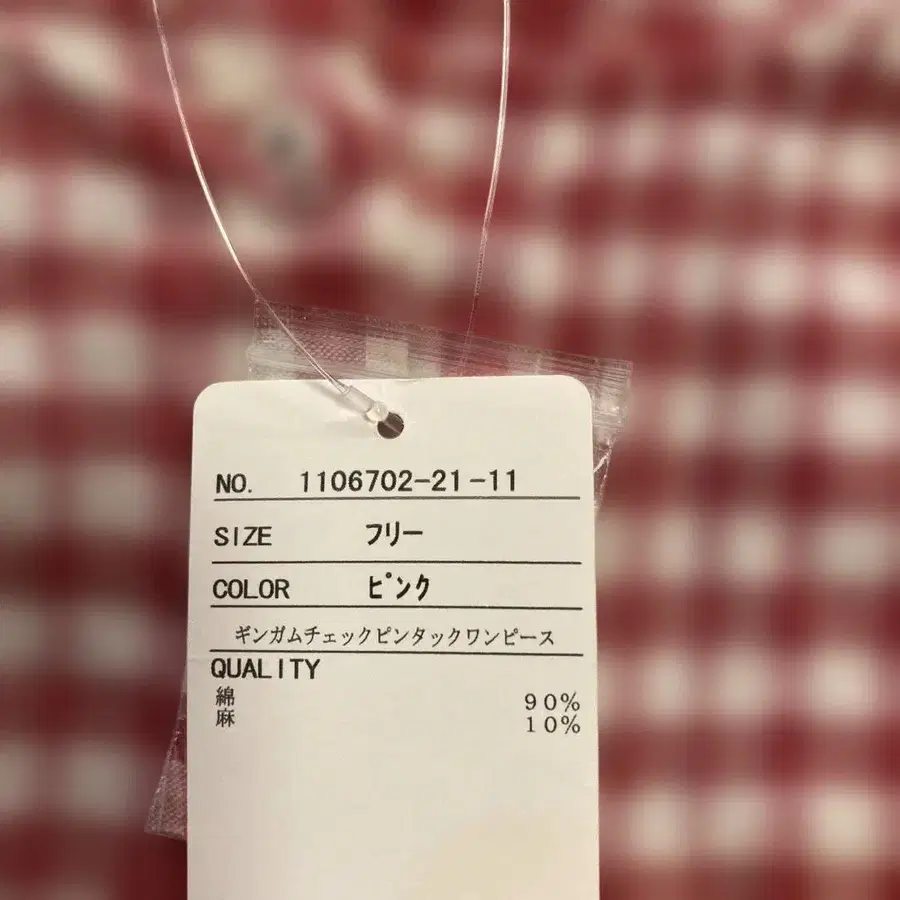 NO. 1106702-21-11
SIZE フリー
COLOR ピンク
ギンガムチェックピンタックワンピース
QUALITY
綿 90%
麻 10%